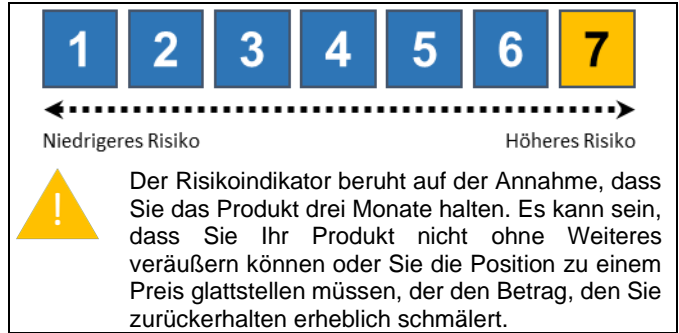 1 2 3 4 5 6 7
Niedrigeres Risiko Höheres Risiko
!
Der Risikoindikator beruht auf der Annahme, dass
Sie das Produkt drei Monate halten. Es kann sein,
dass Sie Ihr Produkt nicht ohne Weiteres
veräußern können oder Sie die Position zu einem
Preis glattstellen müssen, der den Betrag, den Sie
zurückerhalten erheblich schmälert.